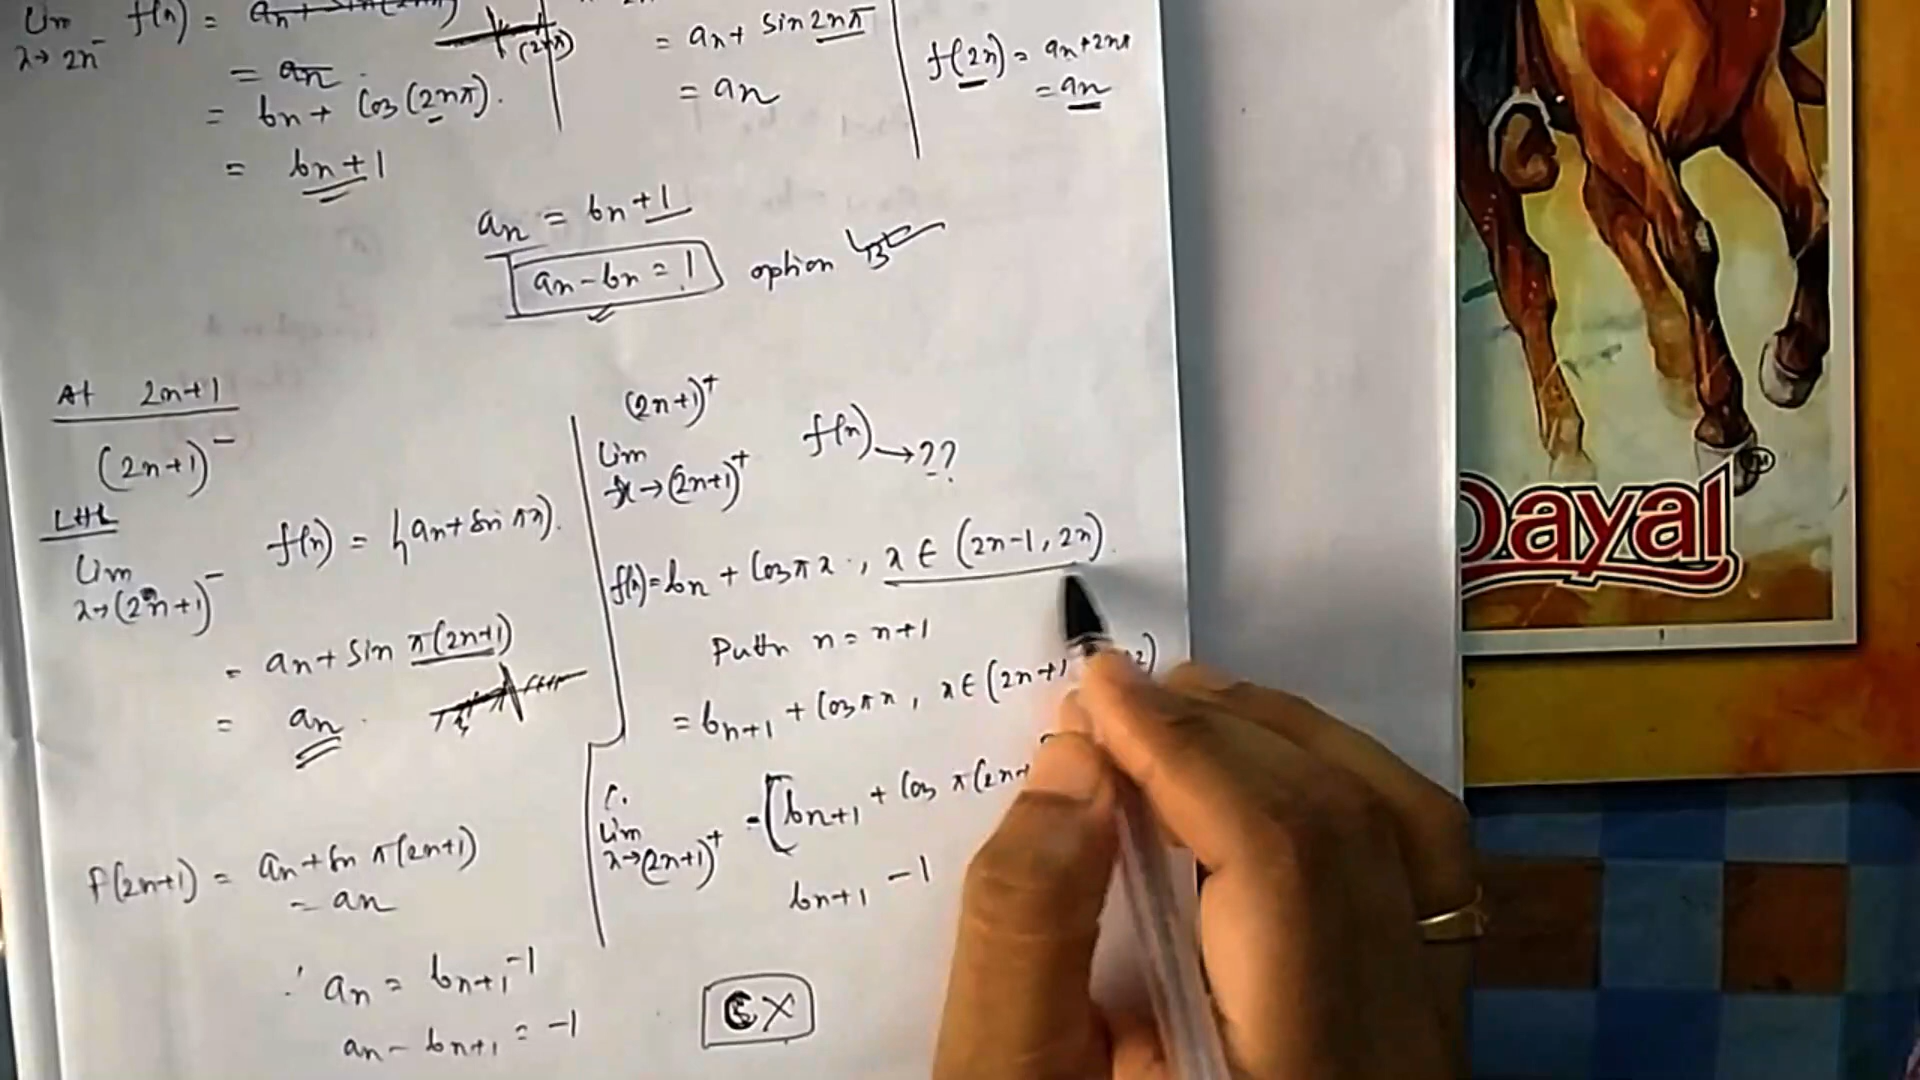 Lim f(x) =
x→2n⁻
= an
= bn + Cos(2nπ).
= bn+1
(2nπ)
= an + Sin 2nπ
= an
f(2n) = an+2nπ
= an
an = bn+1
an-bn = 1 option B
At 2n+1
(2n+1)⁻
LHL
Lim f(x) = {an+Sin πx}.
x→(2n+1)⁻
= an+Sin π(2n+1)
= an.
f(2n+1) = an+Sin π(2n+1)
= an
∴ an = bn+1 -1
an - bn+1 = -1
(2n+1)⁺
Lim f(x) → ??
x→(2n+1)⁺
f(x)= bn + Cos πx., x ∈ (2n-1, 2n).
Puttn n = n+1
= bn+1 + Cos πx, x ∈ (2n+1
Lim = [bn+1 + Cos π(2n+
x→(2n+1)⁺
bn+1 -1
C X
Dayal
TM